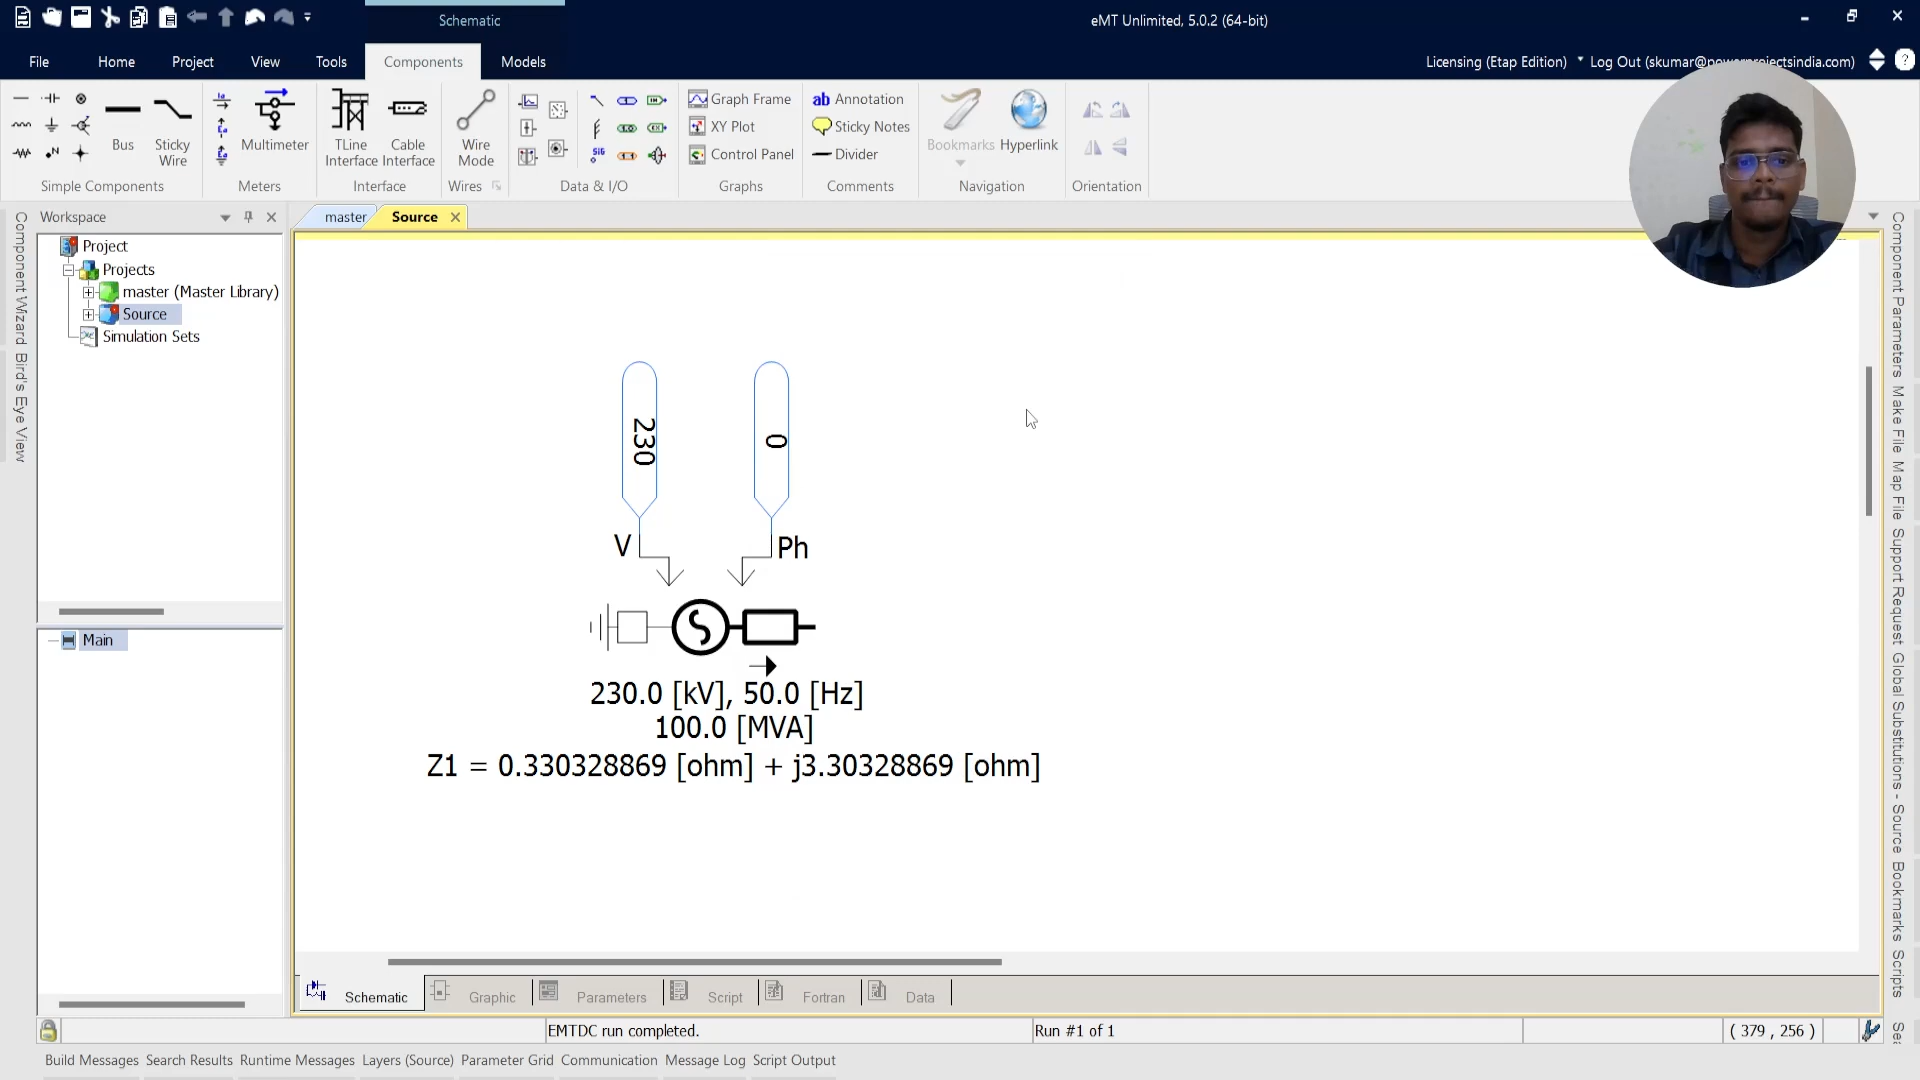 Schematic
eMT Unlimited, 5.0.2 (64-bit)
File Home Project View Tools Components Models
Licensing (Etap Edition) Log Out (skumar@powerprojectsindia.com)
Bus
Sticky Wire
Simple Components
Multimeter
Meters
TLine Interface
Cable Interface
Interface
Wire Mode
Wires
Data & I/O
Graph Frame
XY Plot
Control Panel
Graphs
ab Annotation
Sticky Notes
Divider
Comments
Bookmarks
Hyperlink
Navigation
Orientation
Workspace
Project
Projects
master (Master Library)
Source
Simulation Sets
Main
Component Wizard
Bird's Eye View
master
Source
230
0
V
Ph
230.0 [kV], 50.0 [Hz]
100.0 [MVA]
Z1 = 0.330328869 [ohm] + j3.30328869 [ohm]
Component Parameters
Make File
Map File
Support Request
Global Substitutions - Source
Bookmarks
Scripts
Schematic Graphic Parameters Script Fortran Data
EMTDC run completed.
Run #1 of 1
( 379 , 256 )
Build Messages Search Results Runtime Messages Layers (Source) Parameter Grid Communication Message Log Script Output